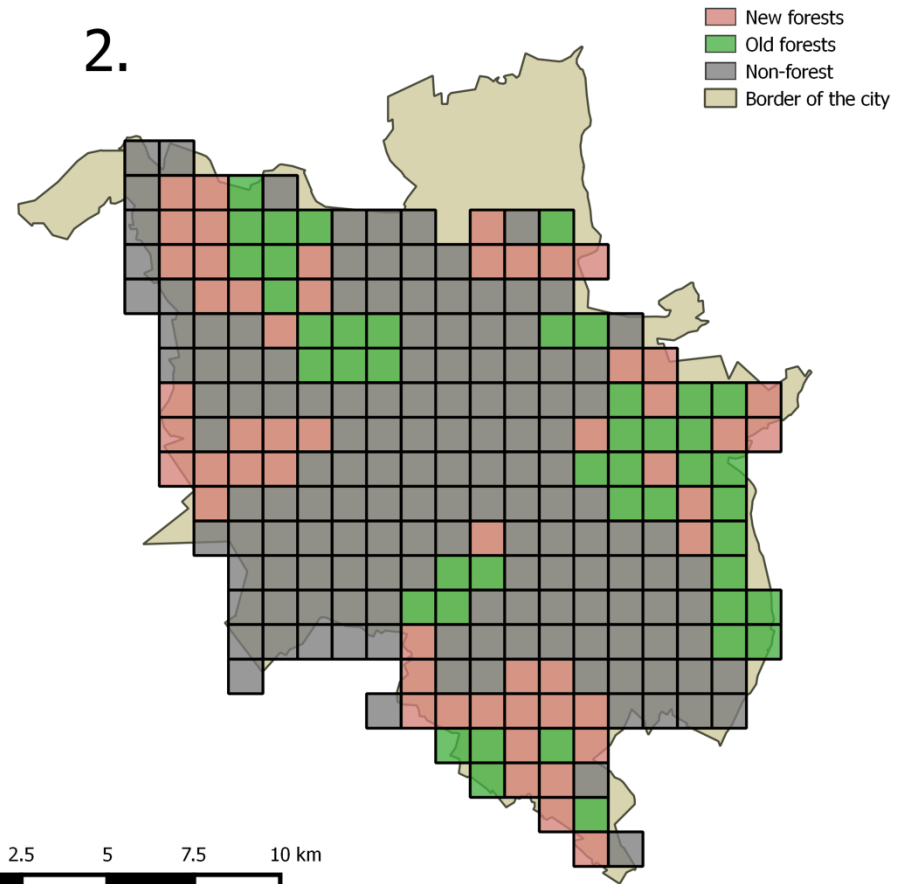 2.
New forests
Old forests
Non-forest
Border of the city
2.5 5 7.5 10 km